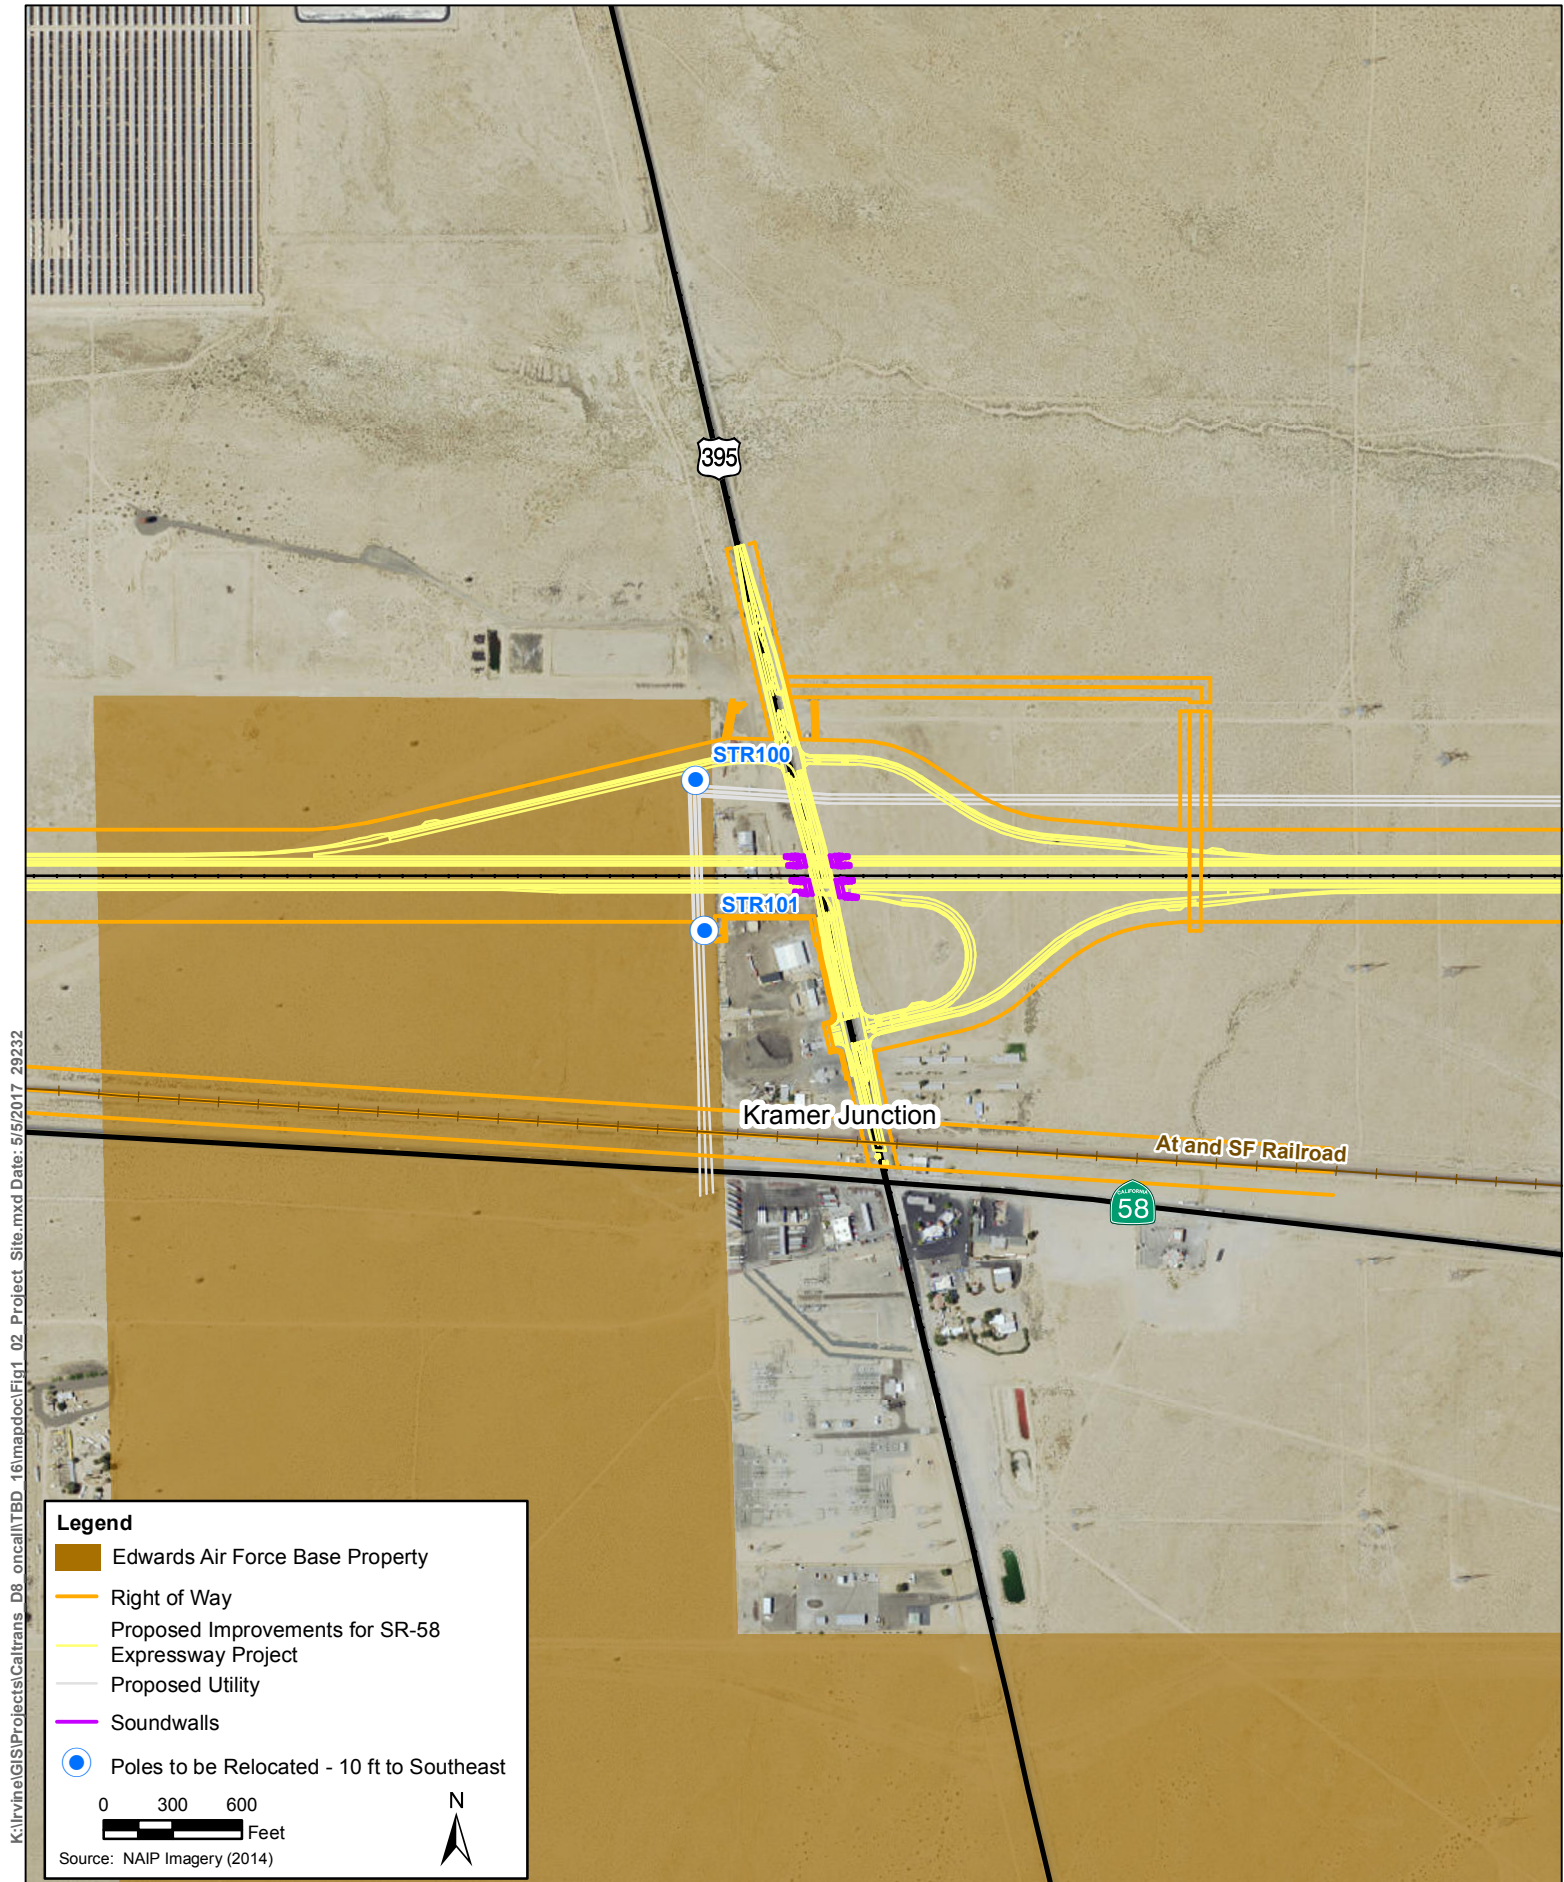 395
STR100
STR101
Kramer Junction
At and SF Railroad
CALIFORNIA
58
K:\Irvine\GIS\Projects\Caltrans_D8_oncall\TBD_16\mapdoc\Fig1_02_Project_Site.mxd Date: 5/5/2017 29232
Legend
Edwards Air Force Base Property
Right of Way
Proposed Improvements for SR-58
Expressway Project
Proposed Utility
Soundwalls
Poles to be Relocated - 10 ft to Southeast
0 300 600
Feet
N
Source: NAIP Imagery (2014)